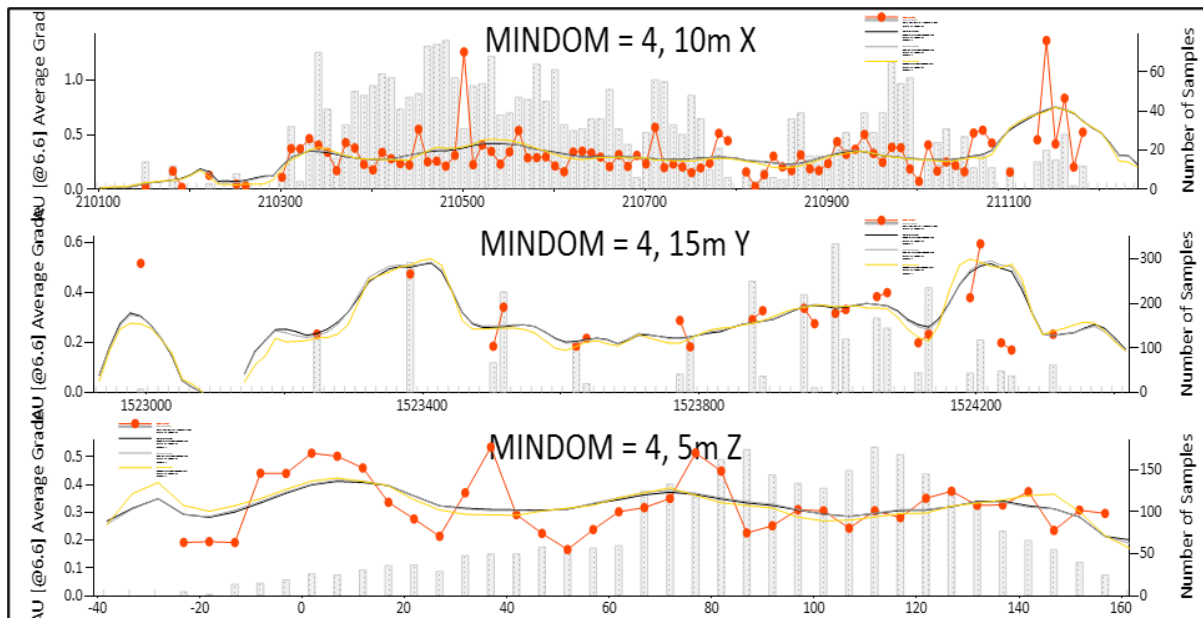 MINDOM = 4, 10m X
AU [@6.6] Average Grad
1.0
0.5
0.0
60
40
20
0
Number of Samples
210100 210300 210500 210700 210900 211100
MINDOM = 4, 15m Y
AU [@6.6] Average Grade
0.6
0.4
0.2
0.0
300
200
100
0
Number of Samples
1523000 1523400 1523800 1524200
MINDOM = 4, 5m Z
AU [@6.6] Average Grade
0.5
0.4
0.3
0.2
0.1
0.0
150
100
50
0
Number of Samples
-40 -20 0 20 40 60 80 100 120 140 160